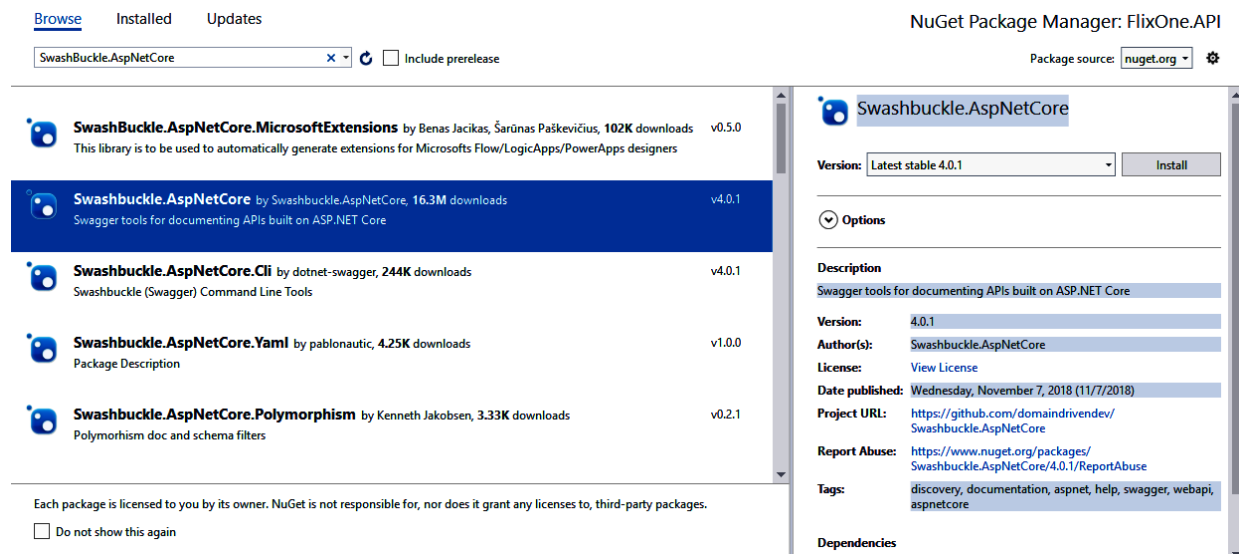 Browse Installed Updates
NuGet Package Manager: FlixOne.API
SwashBuckle.AspNetCore
Include prerelease
Package source: nuget.org
SwashBuckle.AspNetCore.MicrosoftExtensions by Benas Jacikas, Šarūnas Paškevičius, 102K downloads v0.5.0
This library is to be used to automatically generate extensions for Microsofts Flow/LogicApps/PowerApps designers
Swashbuckle.AspNetCore by Swashbuckle.AspNetCore, 16.3M downloads v4.0.1
Swagger tools for documenting APIs built on ASP.NET Core
Swashbuckle.AspNetCore.Cli by dotnet-swagger, 244K downloads v4.0.1
Swashbuckle (Swagger) Command Line Tools
Swashbuckle.AspNetCore.Yaml by pablonautic, 4.25K downloads v1.0.0
Package Description
Swashbuckle.AspNetCore.Polymorphism by Kenneth Jakobsen, 3.33K downloads v0.2.1
Polymorhism doc and schema filters
Each package is licensed to you by its owner. NuGet is not responsible for, nor does it grant any licenses to, third-party packages.
Do not show this again
Swashbuckle.AspNetCore
Version: Latest stable 4.0.1 Install
Options
Description
Swagger tools for documenting APIs built on ASP.NET Core
Version: 4.0.1
Author(s): Swashbuckle.AspNetCore
License: View License
Date published: Wednesday, November 7, 2018 (11/7/2018)
Project URL: https://github.com/domaindrivendev/
Swashbuckle.AspNetCore
Report Abuse: https://www.nuget.org/packages/
Swashbuckle.AspNetCore/4.0.1/ReportAbuse
Tags: discovery, documentation, aspnet, help, swagger, webapi,
aspnetcore
Dependencies